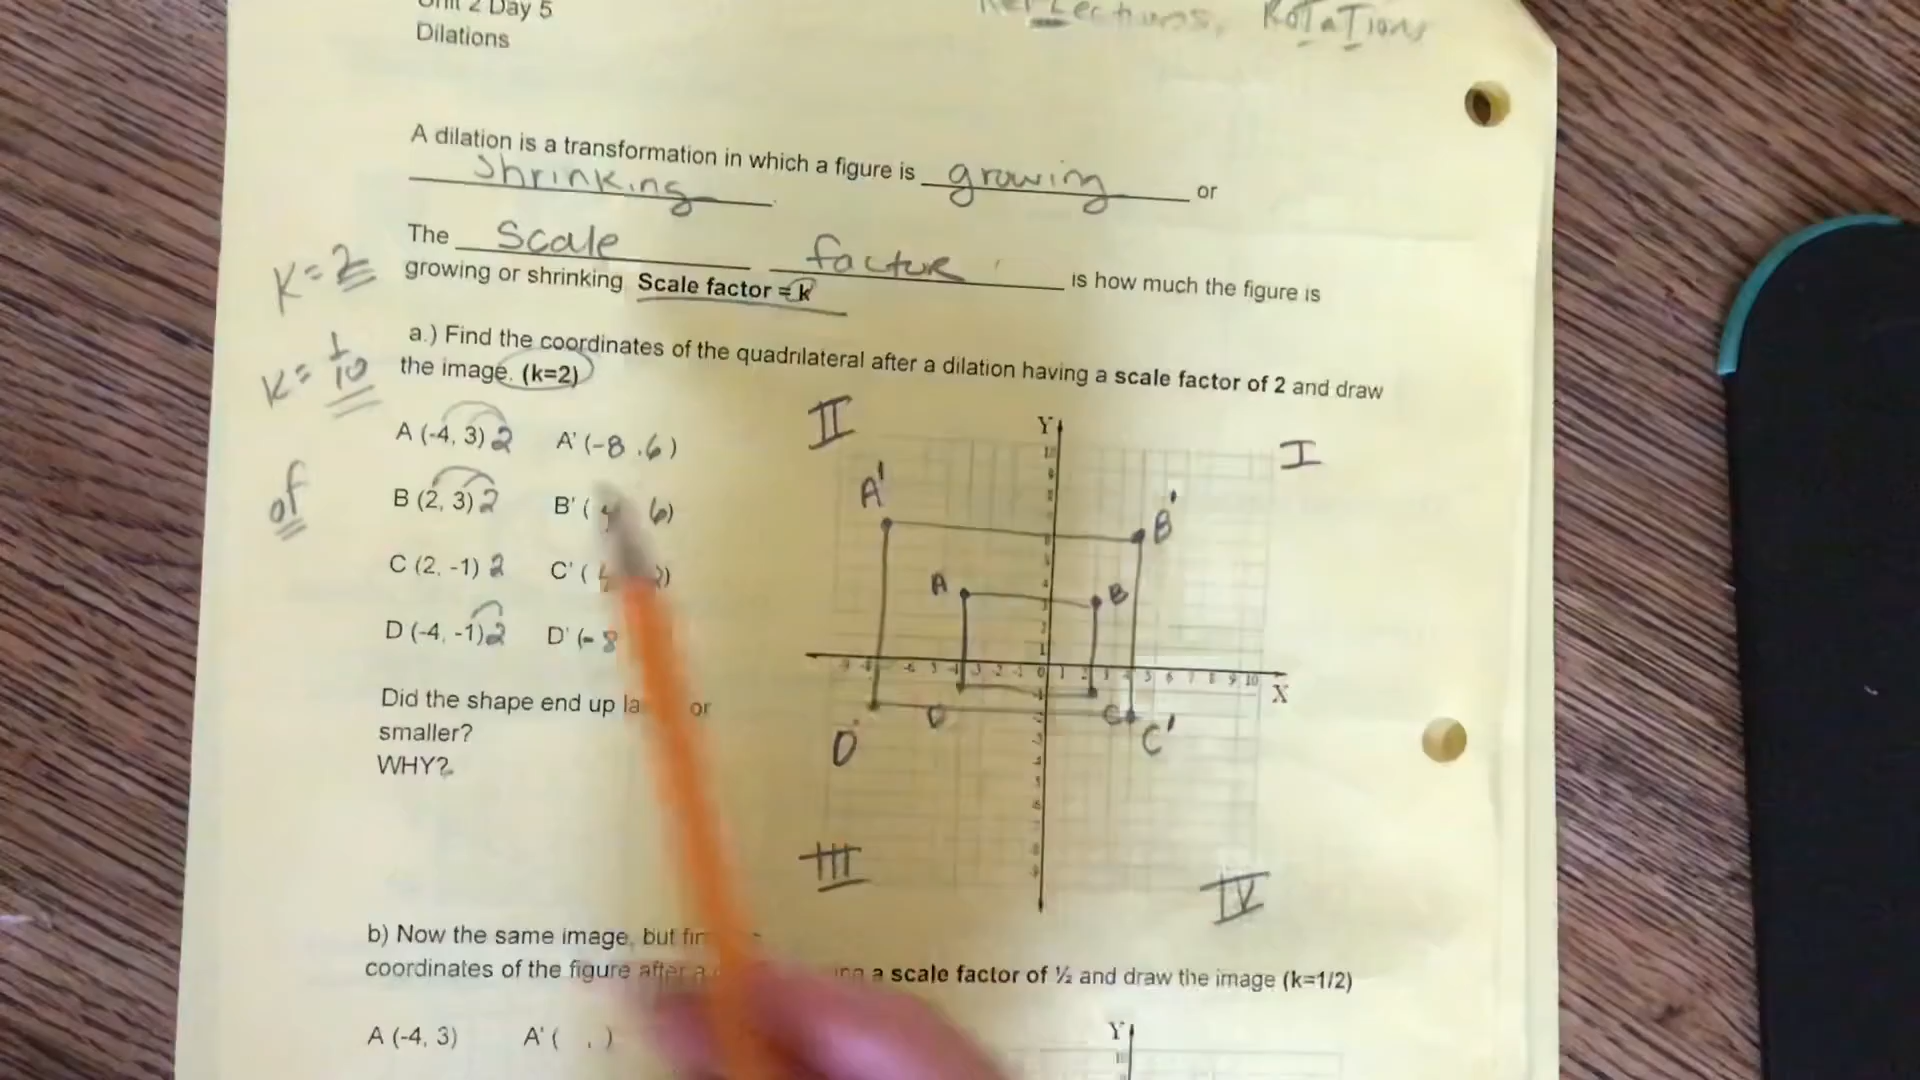 Unit 2 Day 5
Reflections, Rotations
Dilations
A dilation is a transformation in which a figure is growing or
shrinking.
The scale factor is how much the figure is
growing or shrinking. Scale factor = k
K = 2
a.) Find the coordinates of the quadrilateral after a dilation having a scale factor of 2 and draw
the image. (k=2)
K = 1/10
A (-4, 3) 2 A' (-8, 6)
B (2, 3) 2 B' ( 6)
of
C (2, -1) 2 C' (
D (-4, -1) 2 D' (-8
Did the shape end up or
smaller?
WHY?
II
I
Y
A'
B'
A
B
X
D
C
D'
C'
III
IV
b) Now the same image, but
coordinates of the figure after a scale factor of ½ and draw the image (k=1/2)
A (-4, 3) A' ( , )
Y
10